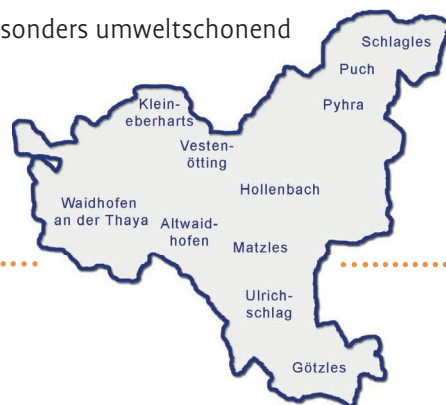 sonders umweltschonend
Schlagles
Puch
Pyhra
Klein-
eberharts
Vesten-
ötting
Hollenbach
Waidhofen
an der Thaya
Altwaid-
hofen
Matzles
Ulrich-
schlag
Götzles